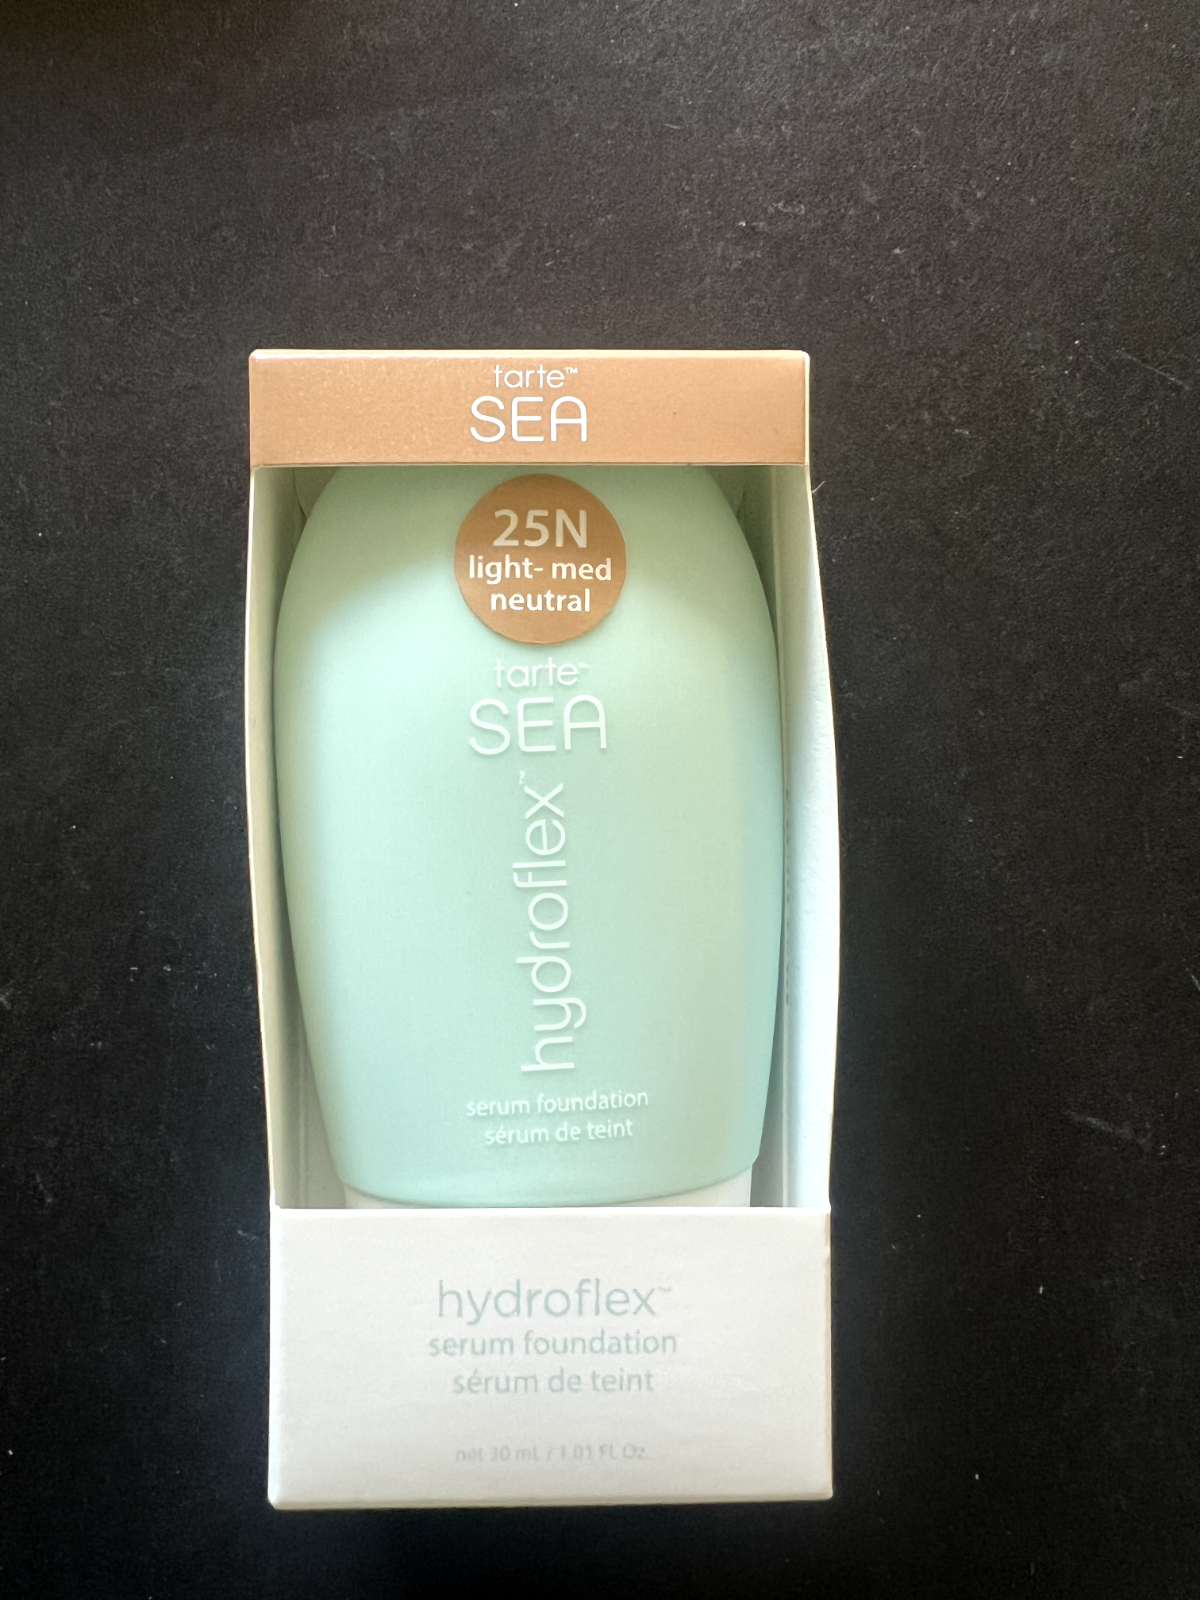 tarte™
SEA
25N
light- med
neutral
tarte™
SEA
hydroflex™
serum foundation
sérum de teint
hydroflex™
serum foundation
sérum de teint
net 30 mL / 1.01 FL Oz.